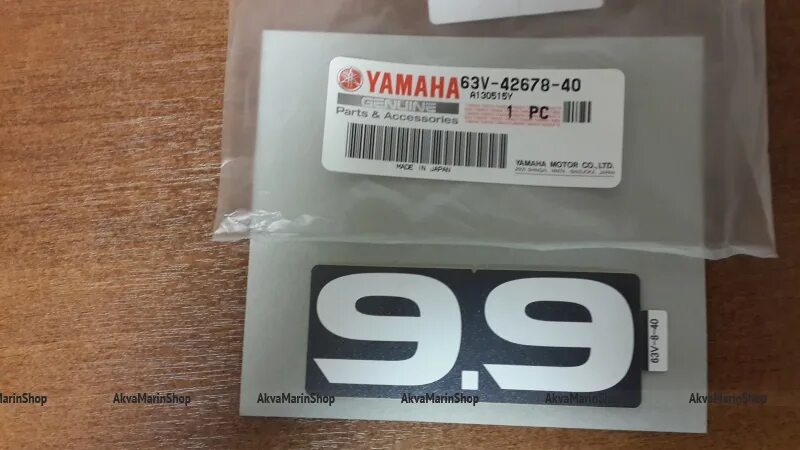 YAMAHA 63V-42678-40
A130515Y
GENUINE
Parts & Accessories
1 PC
MADE IN JAPAN
YAMAHA MOTOR CO., LTD.
9.9
63V-8-40
AkvaMarinShop AkvaMarinShop AkvaMarinShop AkvaMarinShop AkvaMarinShop AkvaMarinShop